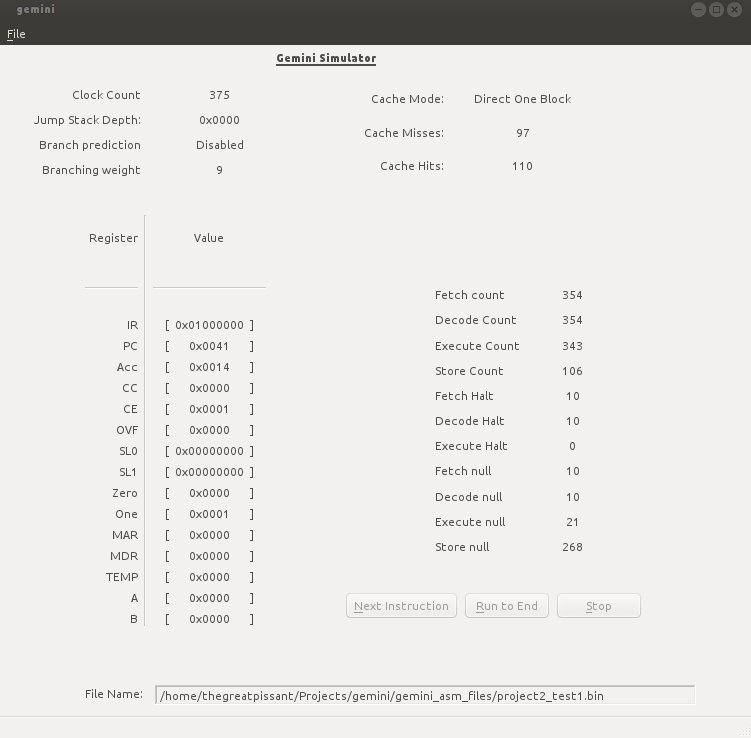 gemini
File
Gemini Simulator
Clock Count 375
Jump Stack Depth: 0x0000
Branch prediction Disabled
Branching weight 9
Cache Mode: Direct One Block
Cache Misses: 97
Cache Hits: 110
Register Value
IR [ 0x01000000 ]
PC [ 0x0041 ]
Acc [ 0x0014 ]
CC [ 0x0000 ]
CE [ 0x0001 ]
OVF [ 0x0000 ]
SL0 [ 0x00000000 ]
SL1 [ 0x00000000 ]
Zero [ 0x0000 ]
One [ 0x0001 ]
MAR [ 0x0000 ]
MDR [ 0x0000 ]
TEMP [ 0x0000 ]
A [ 0x0000 ]
B [ 0x0000 ]
Fetch count 354
Decode Count 354
Execute Count 343
Store Count 106
Fetch Halt 10
Decode Halt 10
Execute Halt 0
Fetch null 10
Decode null 10
Execute null 21
Store null 268
Next Instruction Run to End Stop
File Name: /home/thegreatpissant/Projects/gemini/gemini_asm_files/project2_test1.bin